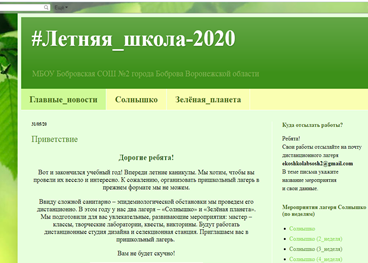 Ещё
#Летняя_школа-2020
МБОУ Бобровская СОШ №2 города Боброва Воронежской области
Главные_новости Солнышко Зелёная_планета
Приветствие
Дорогие ребята!
Вот и закончился учебный год! Впереди летние каникулы. Мы хотим, чтобы вы
провели их весело и интересно. К сожалению, организовать пришкольный лагерь в
прежнем формате мы не можем.
Ввиду сложной санитарно – эпидемиологической обстановки мы проведем его
дистанционно. В этом году у нас два лагеря – «Солнышко» и «Зелёная планета».
Мы подготовили для вас увлекательные, развивающие мероприятия: мастер –
классы, творческие лаборатории, квесты, викторины. Будут работать
дистанционные студия дизайна и селекционная станция. Приглашаем вас в
пришкольный лагерь.
Вам не будет скучно!
Куда отсылать работы?
Ребята!
Свои работы отсылайте на почту
дистанционного лагеря
ekoshkolabsosh2@gmail.com
В теме письма укажите
название мероприятия
и свои данные.
Мероприятия лагеря Солнышко
(по неделям)
Солнышко
Солнышко (2_неделя)
Солнышко (3_неделя)